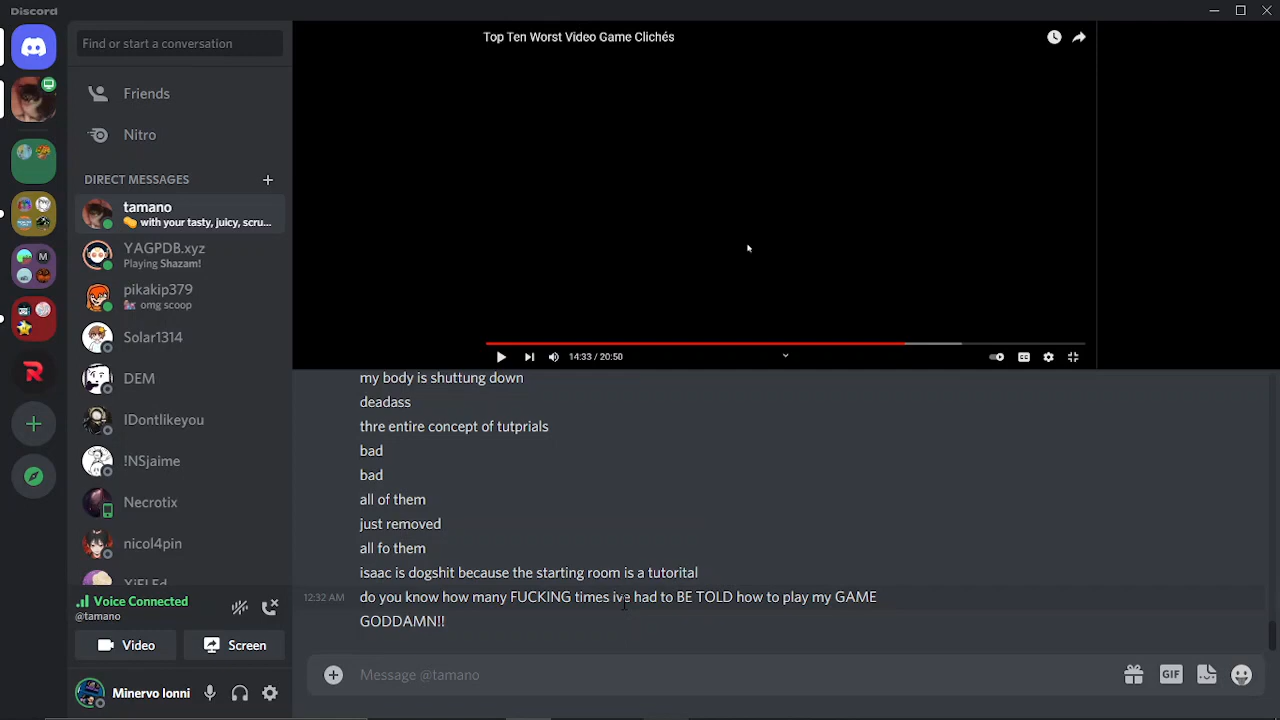 Discord
Find or start a conversation
Friends
Nitro
DIRECT MESSAGES
tamano
with your tasty, juicy, scru...
YAGPDB.xyz
Playing Shazam!
pikakip379
omg scoop
Solar1314
DEM
IDontlikeyou
!NSjaime
Necrotix
nicol4pin
Voice Connected
@tamano
Video
Screen
Minervo Ionni
Top Ten Worst Video Game Clichés
14:33 / 20:50
my body is shuttung down
deadass
thre entire concept of tutprials
bad
bad
all of them
just removed
all fo them
isaac is dogshit because the starting room is a tutorital
12:32 AM do you know how many FUCKING times ive had to BE TOLD how to play my GAME
GODDAMN!!
Message @tamano
GIF